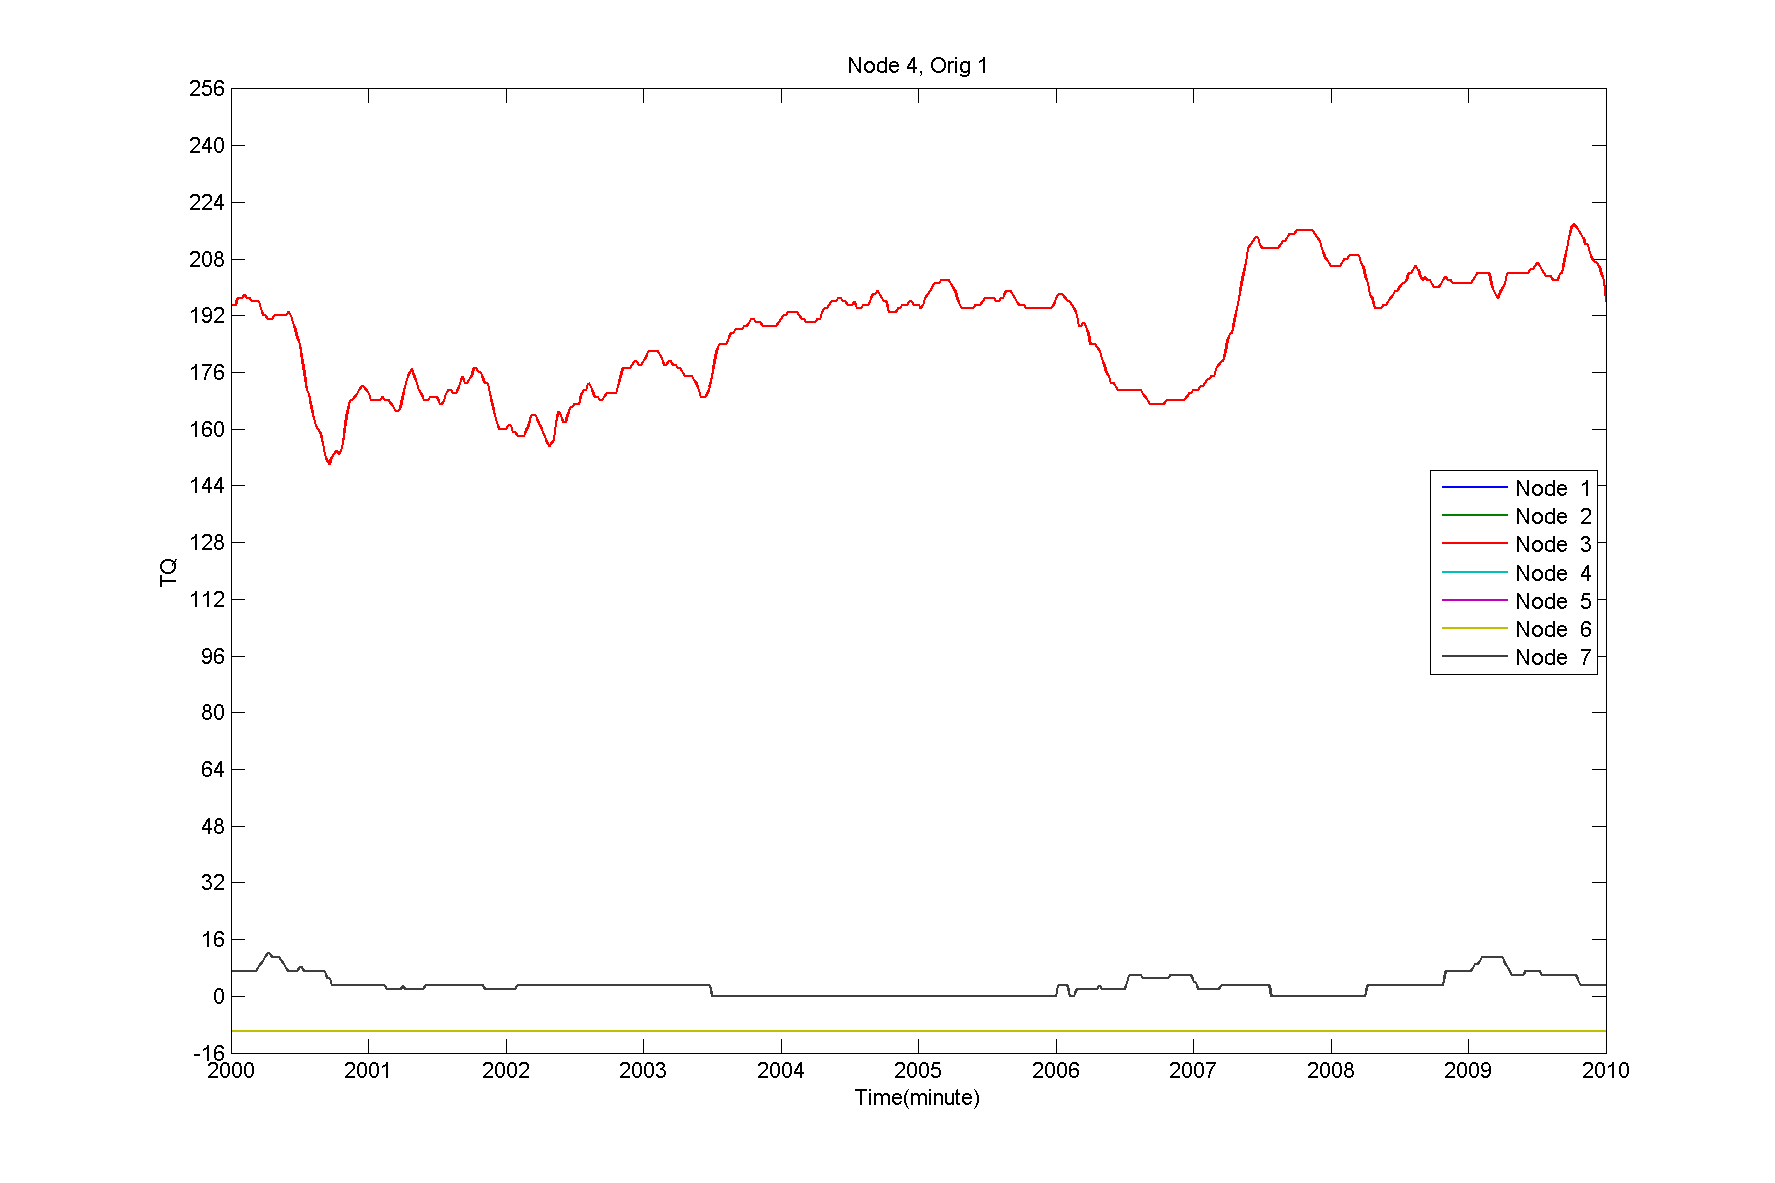 Node 4, Orig 1
256
240
224
208
192
176
160
144
128
112
96
80
64
48
32
16
0
-16
TQ
Node 1
Node 2
Node 3
Node 4
Node 5
Node 6
Node 7
2000 2001 2002 2003 2004 2005 2006 2007 2008 2009 2010
Time(minute)